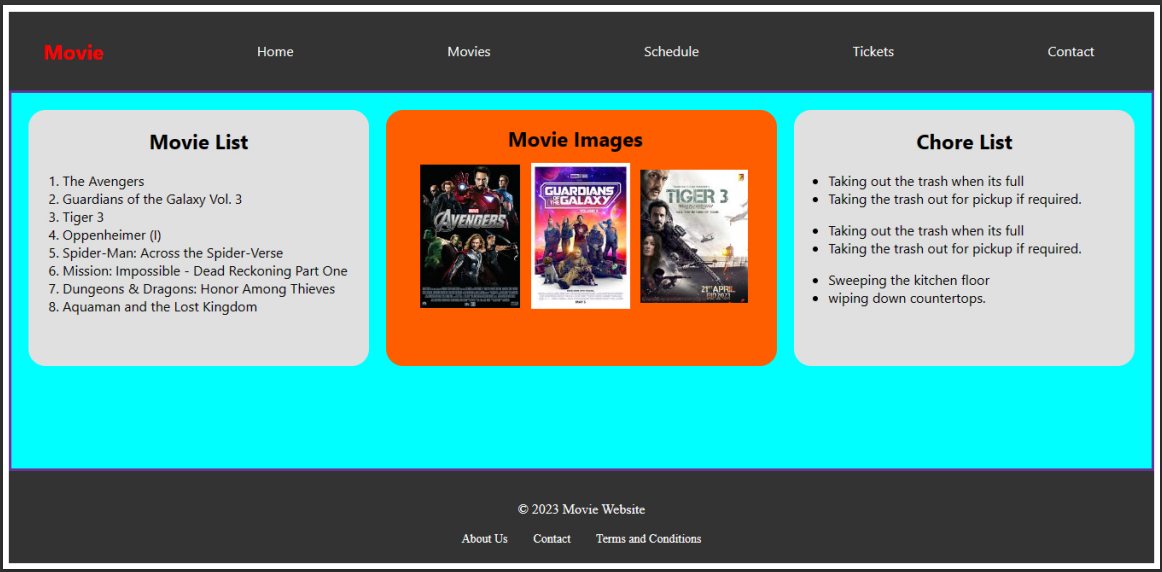 Movie
Home
Movies
Schedule
Tickets
Contact
Movie List
1. The Avengers
2. Guardians of the Galaxy Vol. 3
3. Tiger 3
4. Oppenheimer (I)
5. Spider-Man: Across the Spider-Verse
6. Mission: Impossible - Dead Reckoning Part One
7. Dungeons & Dragons: Honor Among Thieves
8. Aquaman and the Lost Kingdom
Movie Images
AVENGERS
GUARDIANS
OF THE GALAXY
TIGER 3
21ST APRIL
Chore List
• Taking out the trash when its full
• Taking the trash out for pickup if required.
• Taking out the trash when its full
• Taking the trash out for pickup if required.
• Sweeping the kitchen floor
• wiping down countertops.
© 2023 Movie Website
About Us
Contact
Terms and Conditions